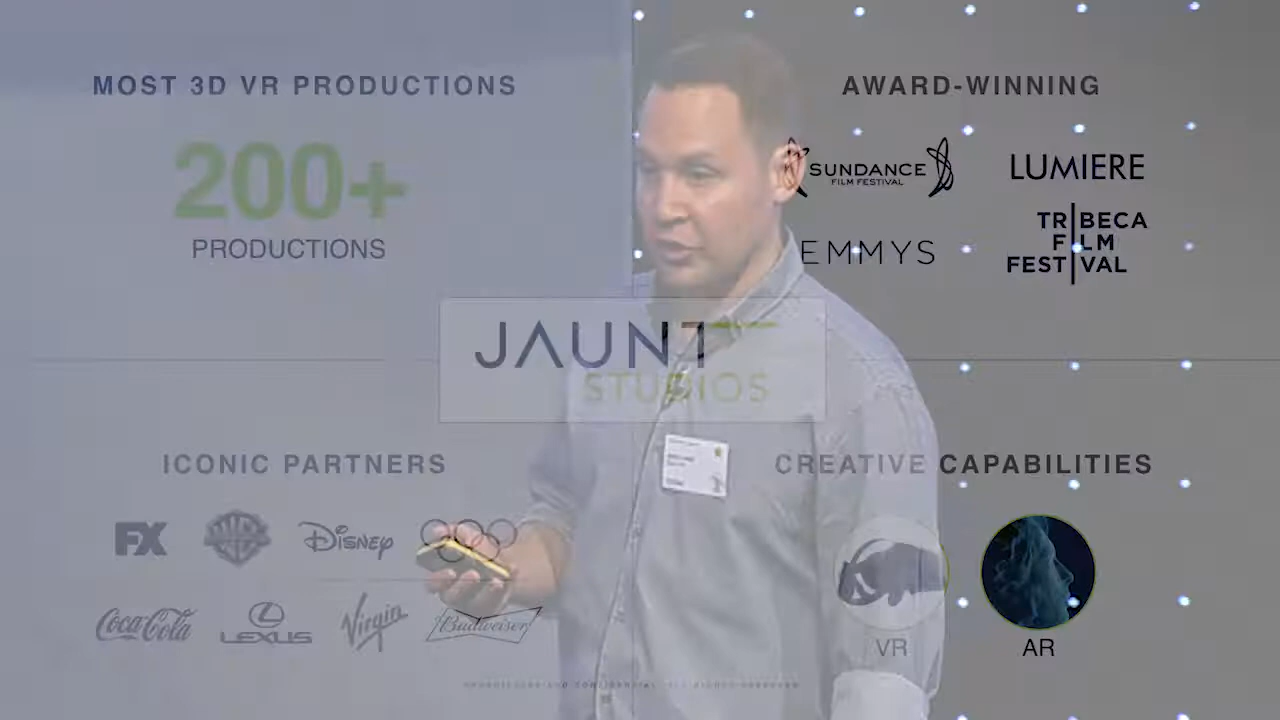 MOST 3D VR PRODUCTIONS
200+
PRODUCTIONS
AWARD-WINNING
SUNDANCE
FILM FESTIVAL
LUMIERE
EMMYS
TRIBECA
FILM
FESTIVAL
JAUNT
STUDIOS
ICONIC PARTNERS
FX
Disney
Coca-Cola
LEXUS
Virgin
Budweiser
CREATIVE CAPABILITIES
VR
AR